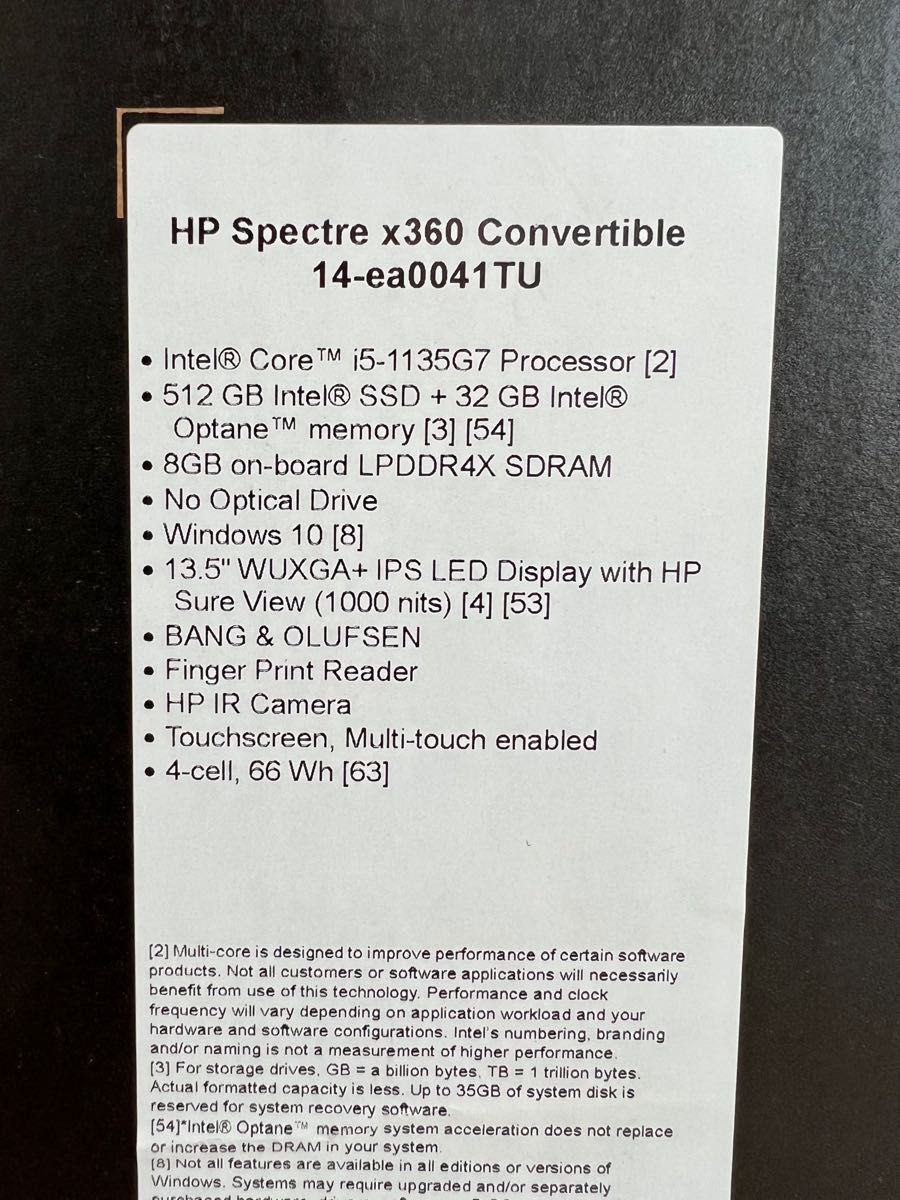 HP Spectre x360 Convertible
14-ea0041TU
• Intel® Core™ i5-1135G7 Processor [2]
• 512 GB Intel® SSD + 32 GB Intel®
Optane™ memory [3] [54]
• 8GB on-board LPDDR4X SDRAM
• No Optical Drive
• Windows 10 [8]
• 13.5" WUXGA+ IPS LED Display with HP
Sure View (1000 nits) [4] [53]
• BANG & OLUFSEN
• Finger Print Reader
• HP IR Camera
• Touchscreen, Multi-touch enabled
• 4-cell, 66 Wh [63]
[2] Multi-core is designed to improve performance of certain software
products. Not all customers or software applications will necessarily
benefit from use of this technology. Performance and clock
frequency will vary depending on application workload and your
hardware and software configurations. Intel's numbering, branding
and/or naming is not a measurement of higher performance.
[3] For storage drives, GB = a billion bytes, TB = 1 trillion bytes.
Actual formatted capacity is less. Up to 35GB of system disk is
reserved for system recovery software.
[54]*Intel® Optane™ memory system acceleration does not replace
or increase the DRAM in your system.
[8] Not all features are available in all editions or versions of
Windows. Systems may require upgraded and/or separately